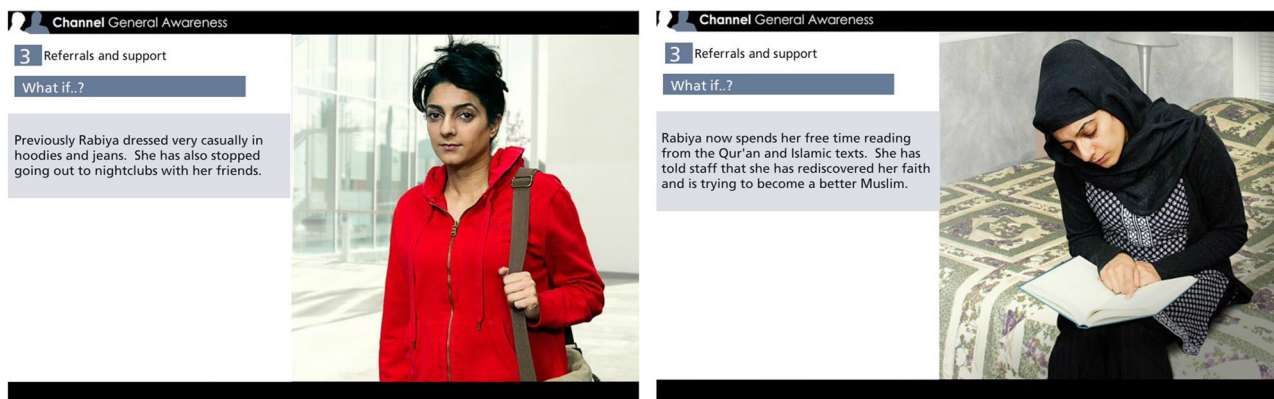 Channel General Awareness
3 Referrals and support
What if..?
Previously Rabiya dressed very casually in
hoodies and jeans. She has also stopped
going out to nightclubs with her friends.
Channel General Awareness
3 Referrals and support
What if..?
Rabiya now spends her free time reading
from the Qur'an and Islamic texts. She has
told staff that she has rediscovered her faith
and is trying to become a better Muslim.